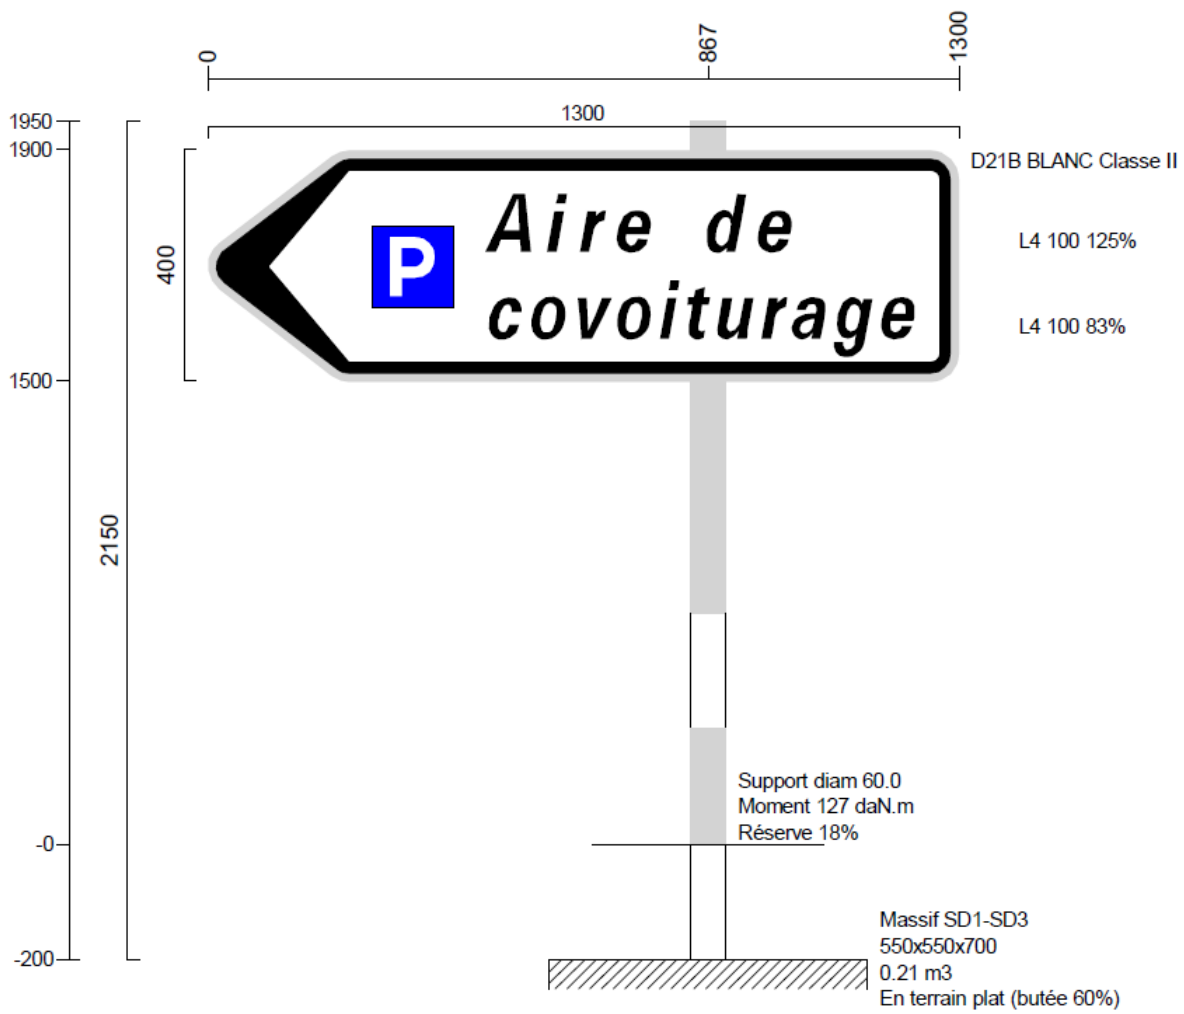 0
867
1300
1300
1950
1900
D21B BLANC Classe II
400
P
Aire de
covoiturage
L4 100 125%
L4 100 83%
1500
2150
Support diam 60.0
Moment 127 daN.m
Réserve 18%
-0
-200
Massif SD1-SD3
550x550x700
0.21 m3
En terrain plat (butée 60%)